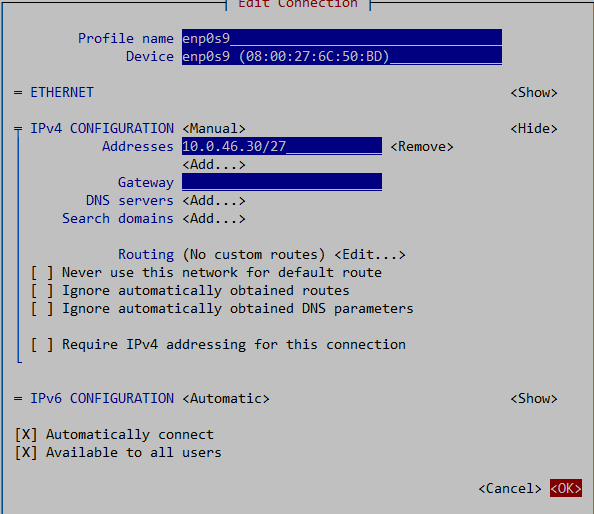 Edit Connection
Profile name enp0s9
Device enp0s9 (08:00:27:6C:50:BD)
= ETHERNET <Show>
IPv4 CONFIGURATION <Manual> <Hide>
Addresses 10.0.46.30/27 <Remove>
<Add...>
Gateway
DNS servers <Add...>
Search domains <Add...>
Routing (No custom routes) <Edit...>
[ ] Never use this network for default route
[ ] Ignore automatically obtained routes
[ ] Ignore automatically obtained DNS parameters
[ ] Require IPv4 addressing for this connection
= IPv6 CONFIGURATION <Automatic> <Show>
[X] Automatically connect
[X] Available to all users
<Cancel> <OK>